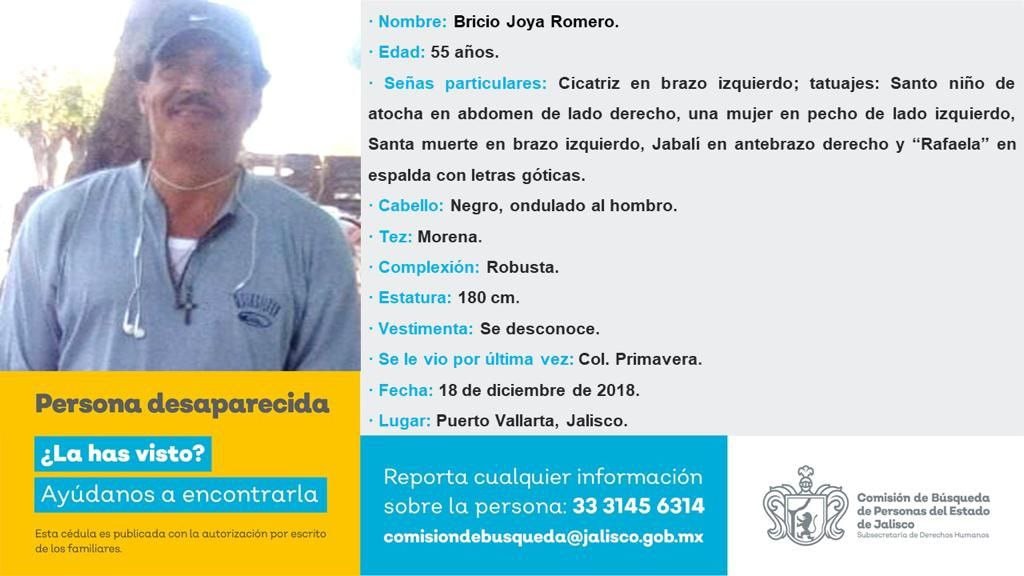 · Nombre: Bricio Joya Romero.
· Edad: 55 años.
· Señas particulares: Cicatriz en brazo izquierdo; tatuajes: Santo niño de
atocha en abdomen de lado derecho, una mujer en pecho de lado izquierdo,
Santa muerte en brazo izquierdo, Jabalí en antebrazo derecho y “Rafaela” en
espalda con letras góticas.
· Cabello: Negro, ondulado al hombro.
· Tez: Morena.
· Complexión: Robusta.
· Estatura: 180 cm.
· Vestimenta: Se desconoce.
· Se le vio por última vez: Col. Primavera.
· Fecha: 18 de diciembre de 2018.
· Lugar: Puerto Vallarta, Jalisco.
Persona desaparecida
¿La has visto?
Ayúdanos a encontrarla
Esta cédula es publicada con la autorización por escrito
de los familiares.
Reporta cualquier información
sobre la persona: 33 3145 6314
comisiondebusqueda@jalisco.gob.mx
Comisión de Búsqueda
de Personas del Estado
de Jalisco
Subsecretaría de Derechos Humanos